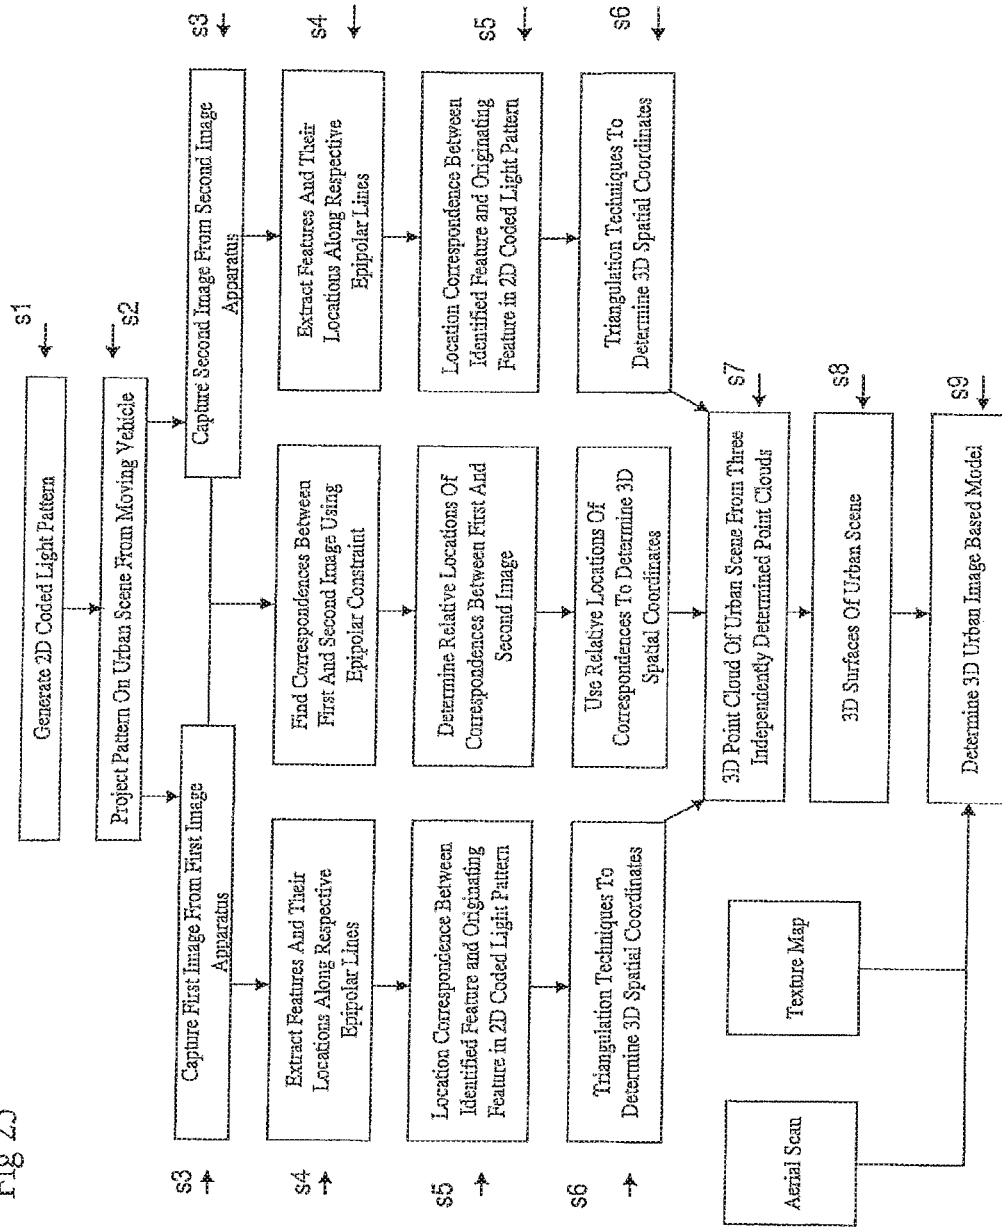 Fig 25
Generate 2D Coded Light Pattern
s1
Project Pattern On Urban Scene From Moving Vehicle
s2
s3
Capture First Image From First Image
Apparatus
Capture Second Image From Second Image
Apparatus
s3
s4
Extract Features And Their
Locations Along Respective
Epipolar Lines
Find Correspondences Between
First And Second Image Using
Epipolar Constraint
Extract Features And Their
Locations Along Respective
Epipolar Lines
s4
s5
Location Correspondence Between
Identified Feature and Originating
Feature in 2D Coded Light Pattern
Determine Relative Locations Of
Correspondences Between First And
Second Image
Location Correspondence Between
Identified Feature and Originating
Feature in 2D Coded Light Pattern
s5
s6
Triangulation Techniques To
Determine 3D Spatial Coordinates
Use Relative Locations Of
Correspondences To Determine 3D
Spatial Coordinates
Triangulation Techniques To
Determine 3D Spatial Coordinates
s6
3D Point Cloud Of Urban Scene From Three
Independently Determined Point Clouds
s7
3D Surfaces Of Urban Scene
s8
Aerial Scan
Texture Map
Determine 3D Urban Image Based Model
s9